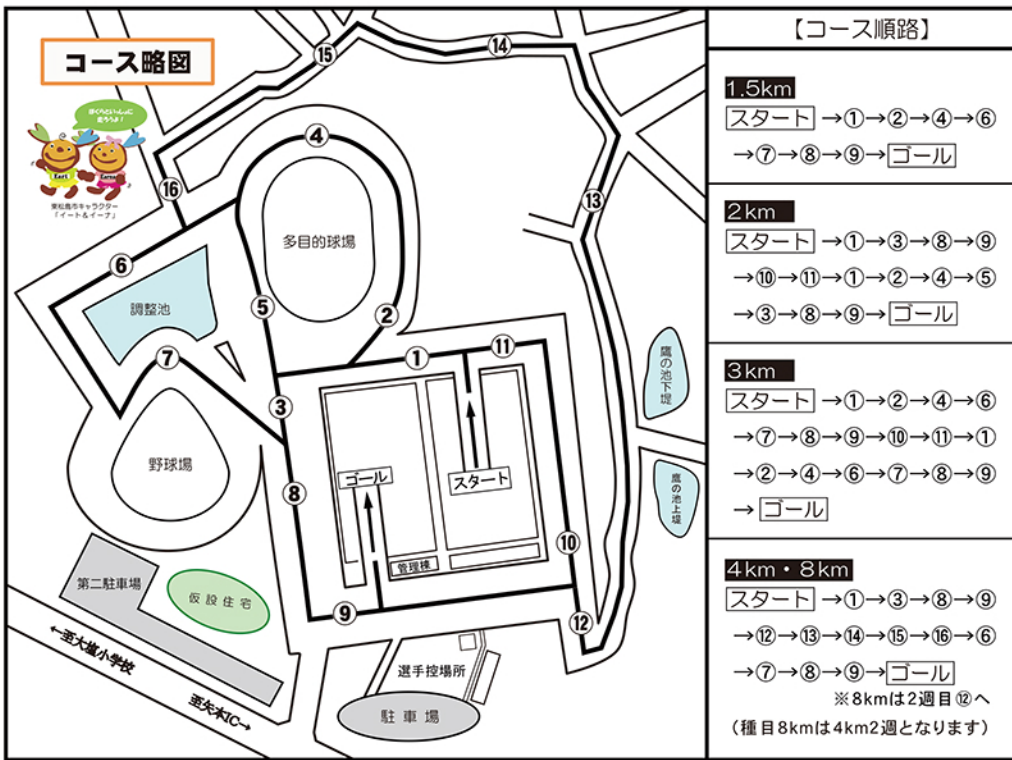 コース略図
ぼくらといっしょに
走ろうよ!
Eart
Earna
東松島市キャラクター
「イート&イーナ」
⑮
⑭
④
⑯
⑬
多目的球場
⑥
調整池
⑤
②
⑦
①
⑪
鷹の池下堤
③
野球場
ゴール
スタート
⑧
鷹の池上堤
⑩
管理棟
第二駐車場
仮設住宅
⑨
⑫
←至大塩小学校
選手控場所
至矢本IC→
駐車場
【コース順路】
1.5km
スタート →①→②→④→⑥
→⑦→⑧→⑨→ゴール
2km
スタート →①→③→⑧→⑨
→⑩→⑪→①→②→④→⑤
→③→⑧→⑨→ゴール
3km
スタート →①→②→④→⑥
→⑦→⑧→⑨→⑩→⑪→①
→②→④→⑥→⑦→⑧→⑨
→ゴール
4km・8km
スタート →①→③→⑧→⑨
→⑫→⑬→⑭→⑮→⑯→⑥
→⑦→⑧→⑨→ゴール
※8kmは2週目⑫へ
(種目8kmは4km2週となります)